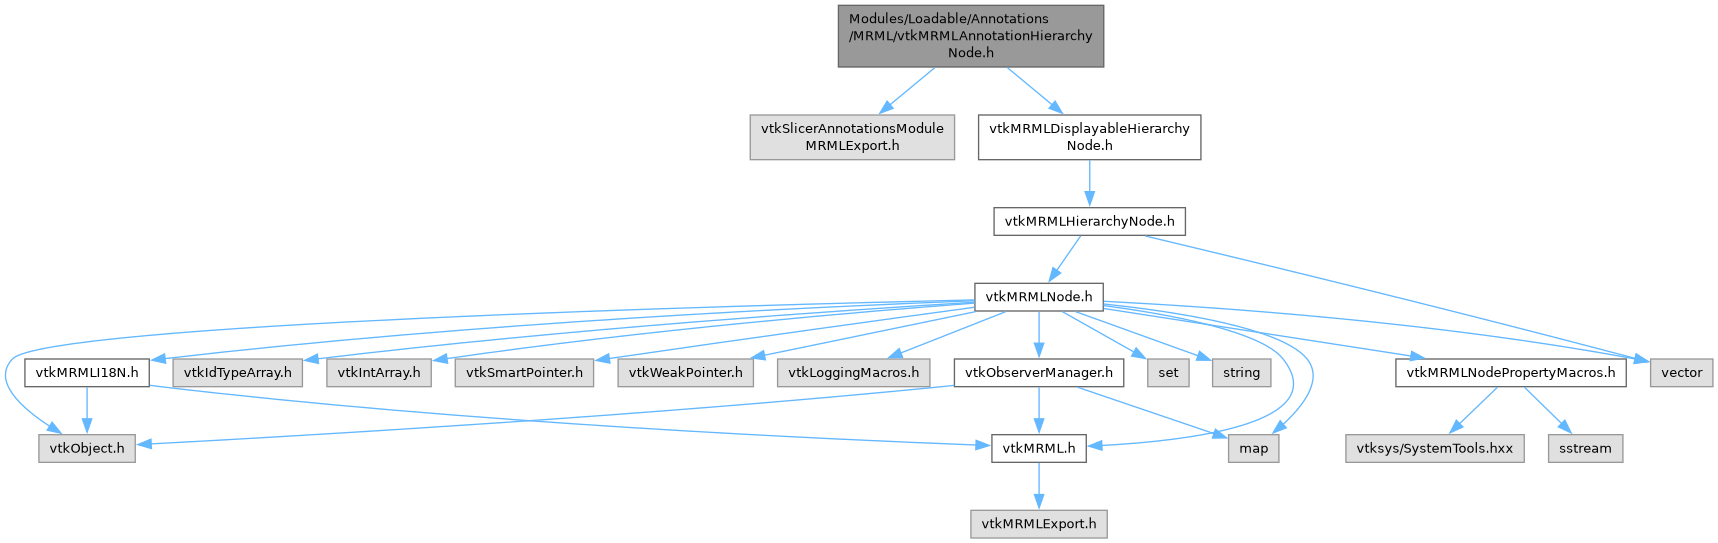 Modules/Loadable/Annotations
/MRML/vtkMRMLAnnotationHierarchy
Node.h
vtkSlicerAnnotationsModule
MRMLExport.h
vtkMRMLDisplayableHierarchy
Node.h
vtkMRMLHierarchyNode.h
vtkMRMLNode.h
vtkMRMLI18N.h
vtkIdTypeArray.h
vtkIntArray.h
vtkSmartPointer.h
vtkWeakPointer.h
vtkLoggingMacros.h
vtkObserverManager.h
set
string
vtkMRMLNodePropertyMacros.h
vector
vtkObject.h
vtkMRML.h
map
vtksys/SystemTools.hxx
sstream
vtkMRMLExport.h